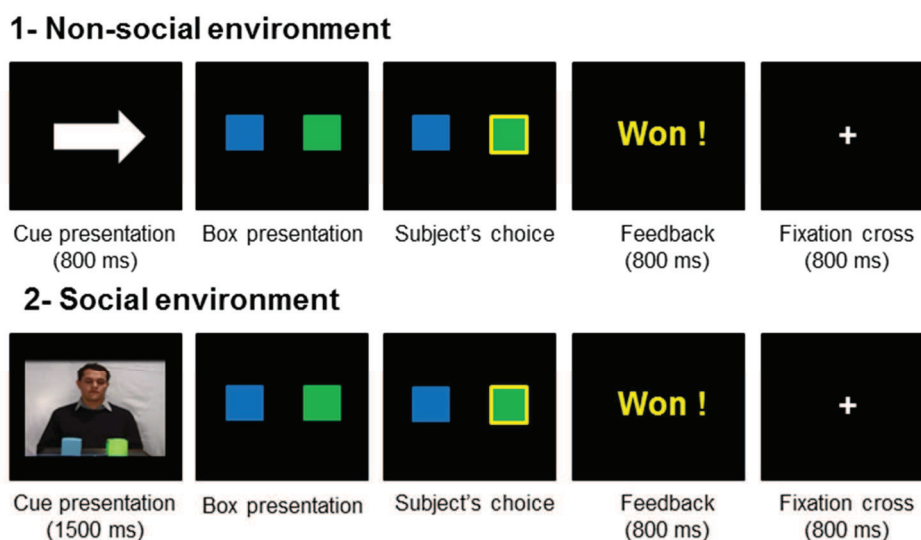 1- Non-social environment
Won !
+
Cue presentation
(800 ms)
Box presentation
Subject's choice
Feedback
(800 ms)
Fixation cross
(800 ms)
2- Social environment
Won !
+
Cue presentation
(1500 ms)
Box presentation
Subject's choice
Feedback
(800 ms)
Fixation cross
(800 ms)